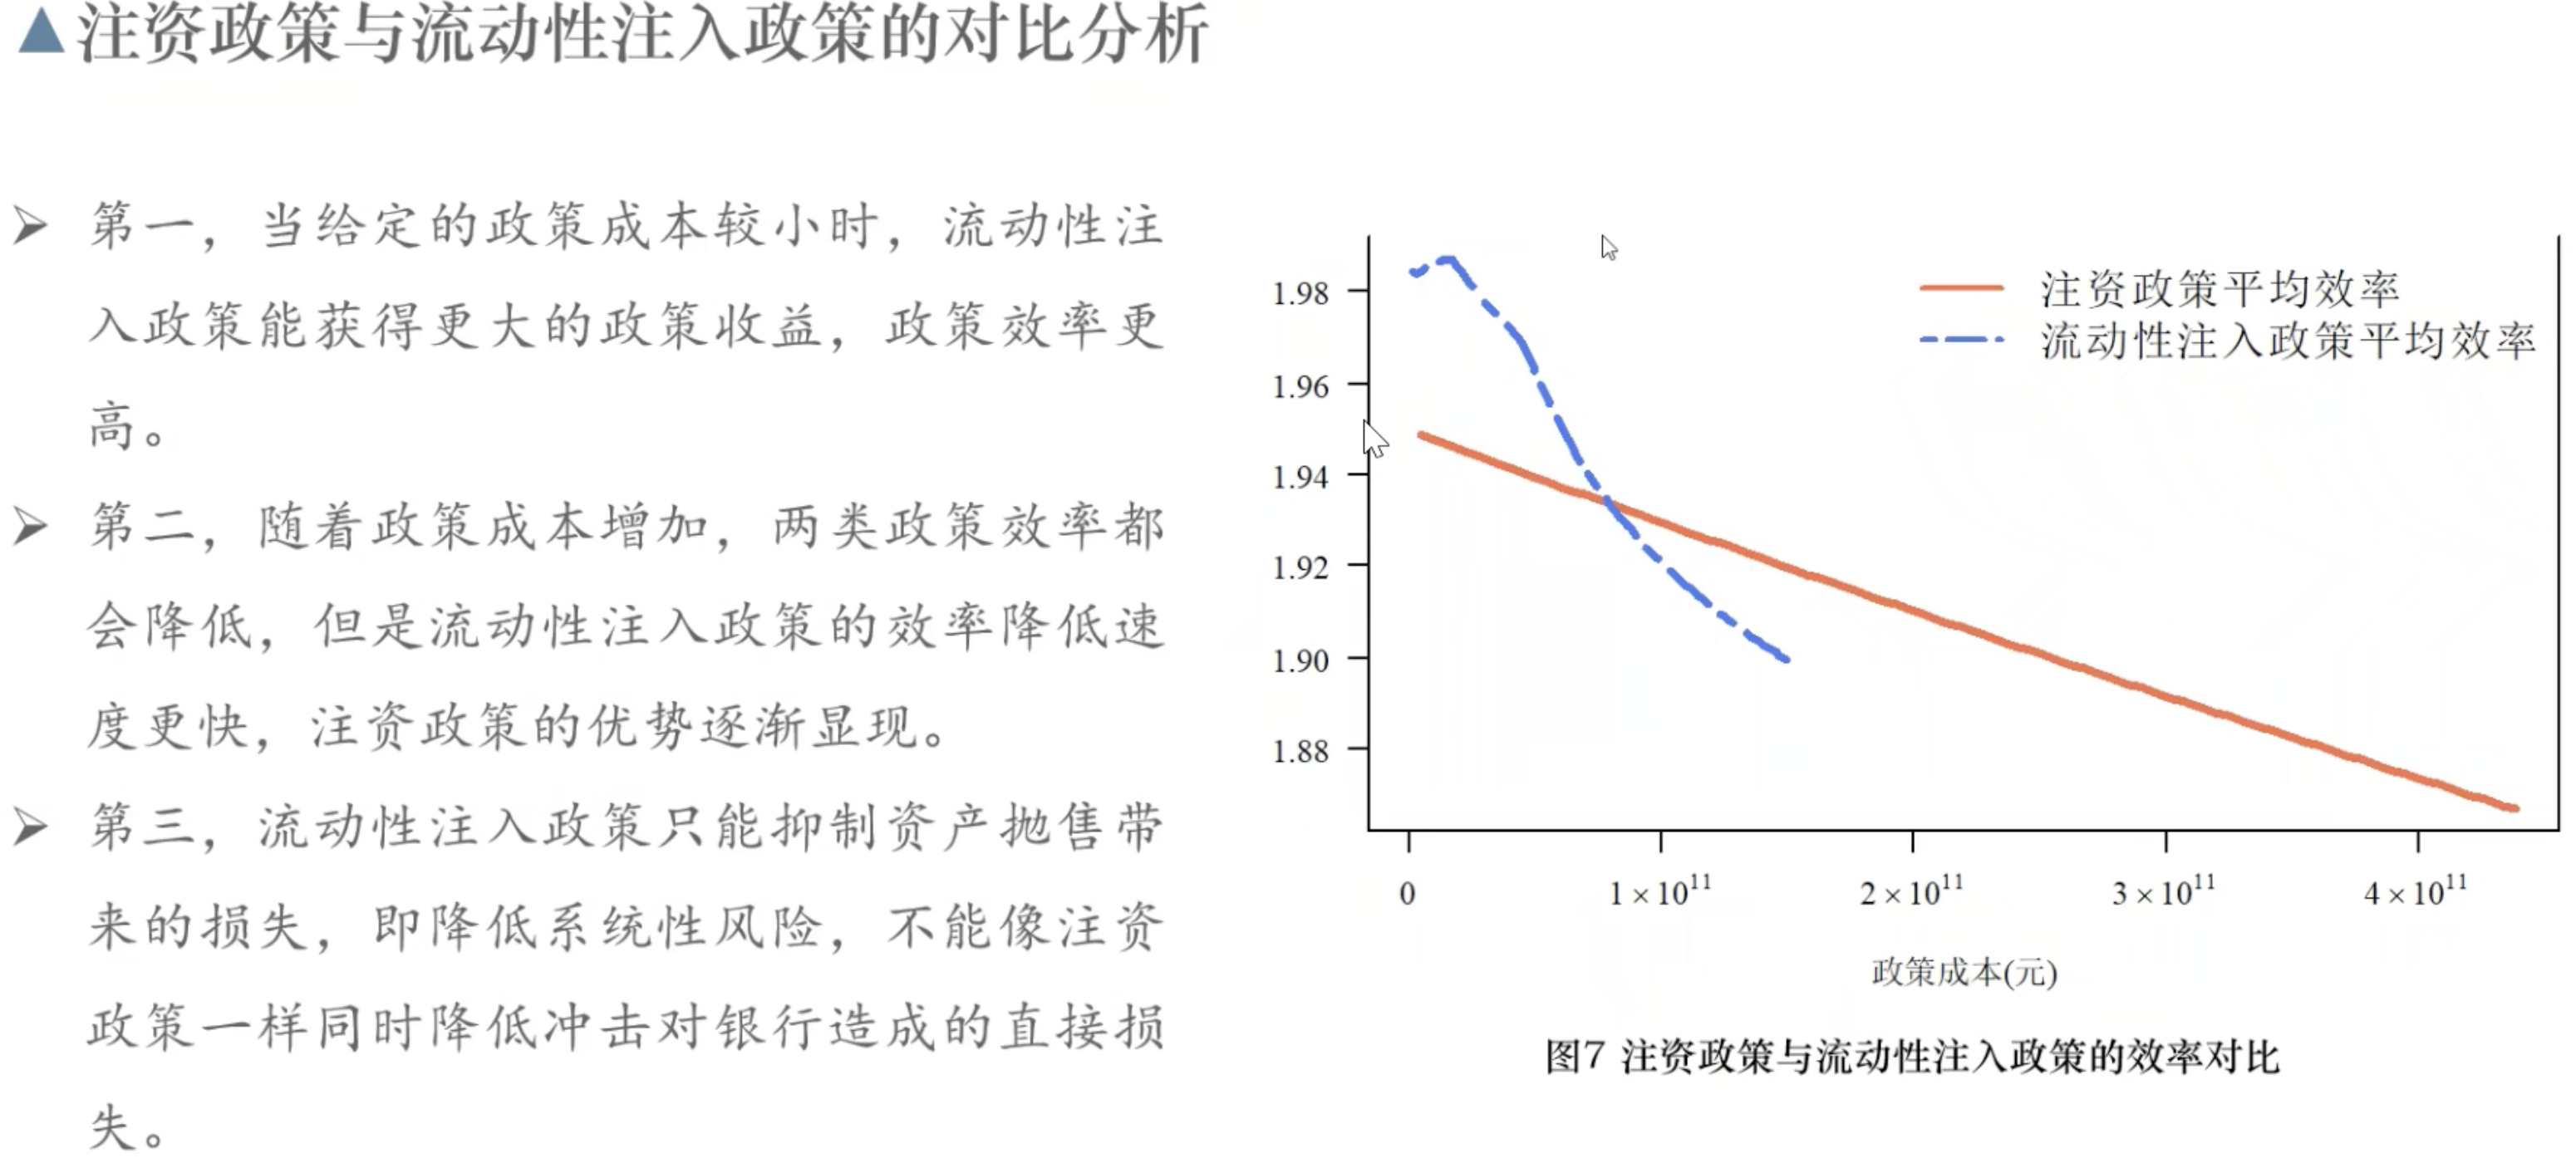 ▲注资政策与流动性注入政策的对比分析
➢ 第一，当给定的政策成本较小时，流动性注
入政策能获得更大的政策收益，政策效率更
高。
➢ 第二，随着政策成本增加，两类政策效率都
会降低，但是流动性注入政策的效率降低速
度更快，注资政策的优势逐渐显现。
➢ 第三，流动性注入政策只能抑制资产抛售带
来的损失，即降低系统性风险，不能像注资
政策一样同时降低冲击对银行造成的直接损
失。
注资政策平均效率
流动性注入政策平均效率
1.98
1.96
1.94
1.92
1.90
1.88
0 1×10¹¹ 2×10¹¹ 3×10¹¹ 4×10¹¹
政策成本(元)
图7 注资政策与流动性注入政策的效率对比